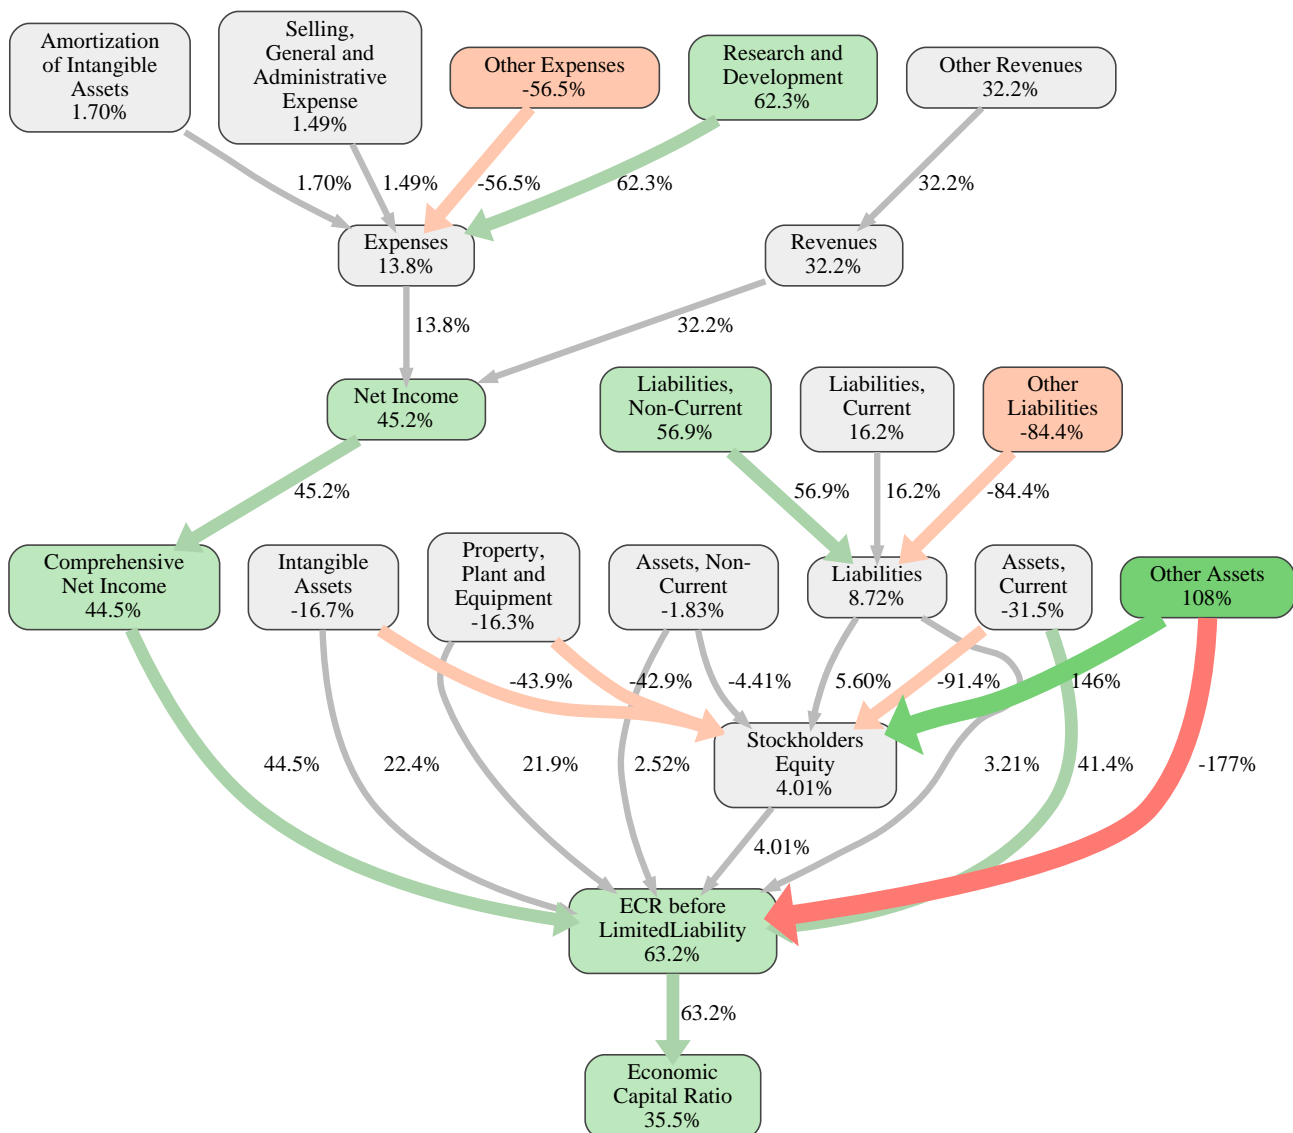 Amortization
of Intangible
Assets
1.70%
Selling,
General and
Administrative
Expense
1.49%
Other Expenses
-56.5%
Research and
Development
62.3%
Other Revenues
32.2%
1.70%
1.49%
-56.5%
62.3%
32.2%
Expenses
13.8%
Revenues
32.2%
13.8%
32.2%
Net Income
45.2%
Liabilities,
Non-Current
56.9%
Liabilities,
Current
16.2%
Other
Liabilities
-84.4%
45.2%
56.9%
16.2%
-84.4%
Comprehensive
Net Income
44.5%
Intangible
Assets
-16.7%
Property,
Plant and
Equipment
-16.3%
Assets, Non-
Current
-1.83%
Liabilities
8.72%
Assets,
Current
-31.5%
Other Assets
108%
-43.9%
-42.9%
-4.41%
5.60%
-91.4%
146%
Stockholders
Equity
4.01%
44.5%
22.4%
21.9%
2.52%
3.21%
41.4%
-177%
4.01%
ECR before
LimitedLiability
63.2%
63.2%
Economic
Capital Ratio
35.5%